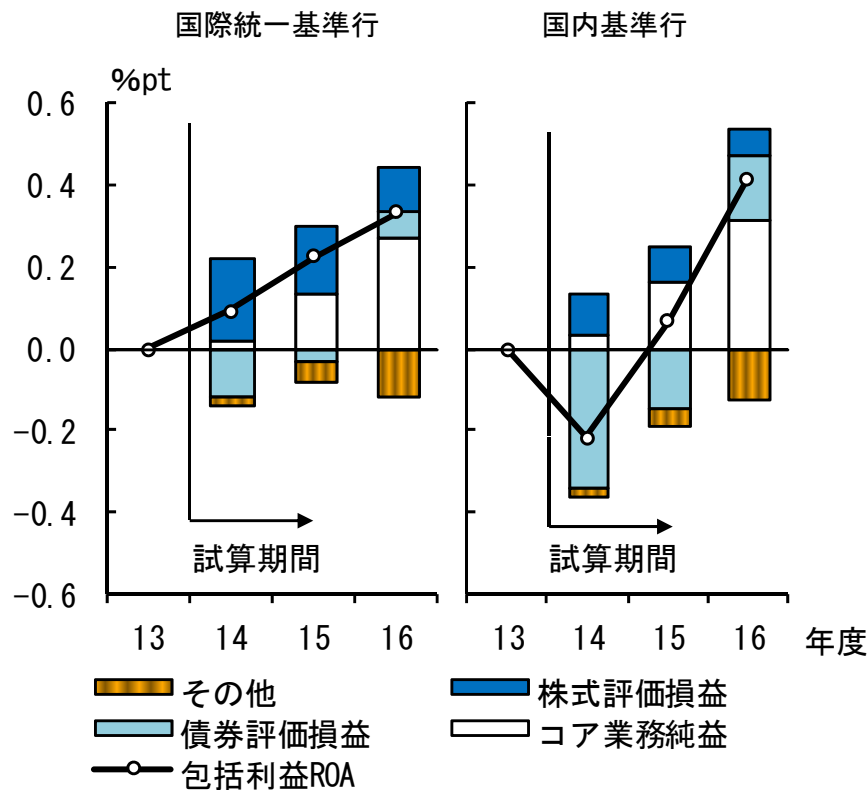 国際統一基準行
国内基準行
%pt
0.6
0.4
0.2
0.0
-0.2
-0.4
-0.6
試算期間
試算期間
13 14 15 16
13 14 15 16 年度
その他
株式評価損益
債券評価損益
コア業務純益
包括利益ROA